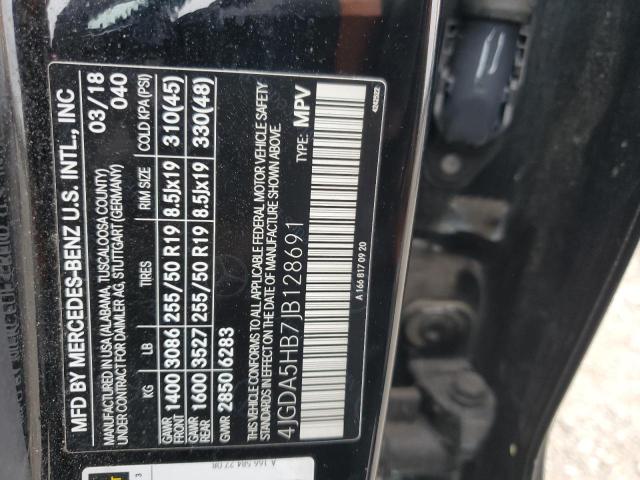 MFD BY MERCEDES-BENZ U.S. INTL., INC
MANUFACTURED IN USA (ALABAMA, TUSCALOOSA COUNTY) 03/18
UNDER CONTRACT FOR DAIMLER AG, STUTTGART (GERMANY) 040
KG LB TIRES RIM SIZE COLD KPA (PSI)
GAWR FRONT 1400 3086 255/50 R19 8.5Jx19 310(45)
GAWR REAR 1600 3527 255/50 R19 8.5Jx19 330(48)
GVWR 2850 6283
THIS VEHICLE CONFORMS TO ALL APPLICABLE FEDERAL MOTOR VEHICLE SAFETY
STANDARDS IN EFFECT ON THE DATE OF MANUFACTURE SHOWN ABOVE.
4JGDA5HB7JB128691 TYPE: MPV
A 166 817 09 20
A 166 584 22 08